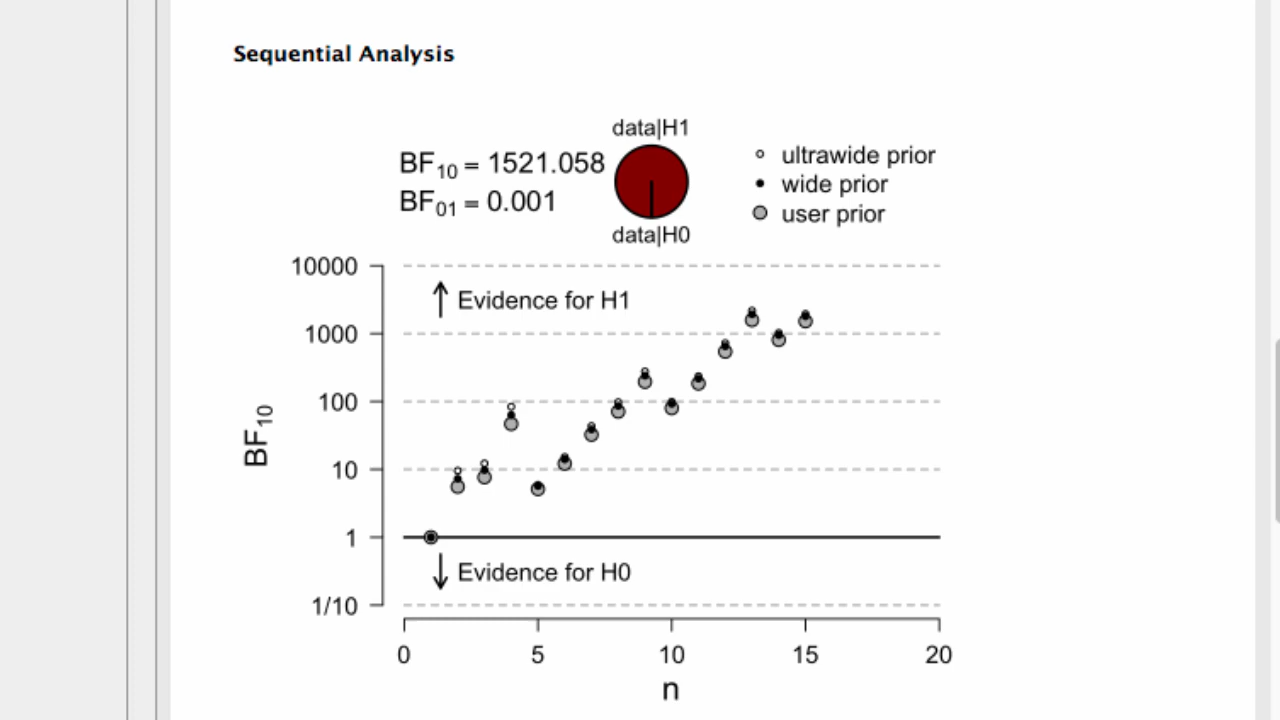 Sequential Analysis
data|H1
BF10 = 1521.058
BF01 = 0.001
data|H0
ultrawide prior
wide prior
user prior
10000
1000
100
10
1
1/10
BF10
Evidence for H1
Evidence for H0
0 5 10 15 20
n